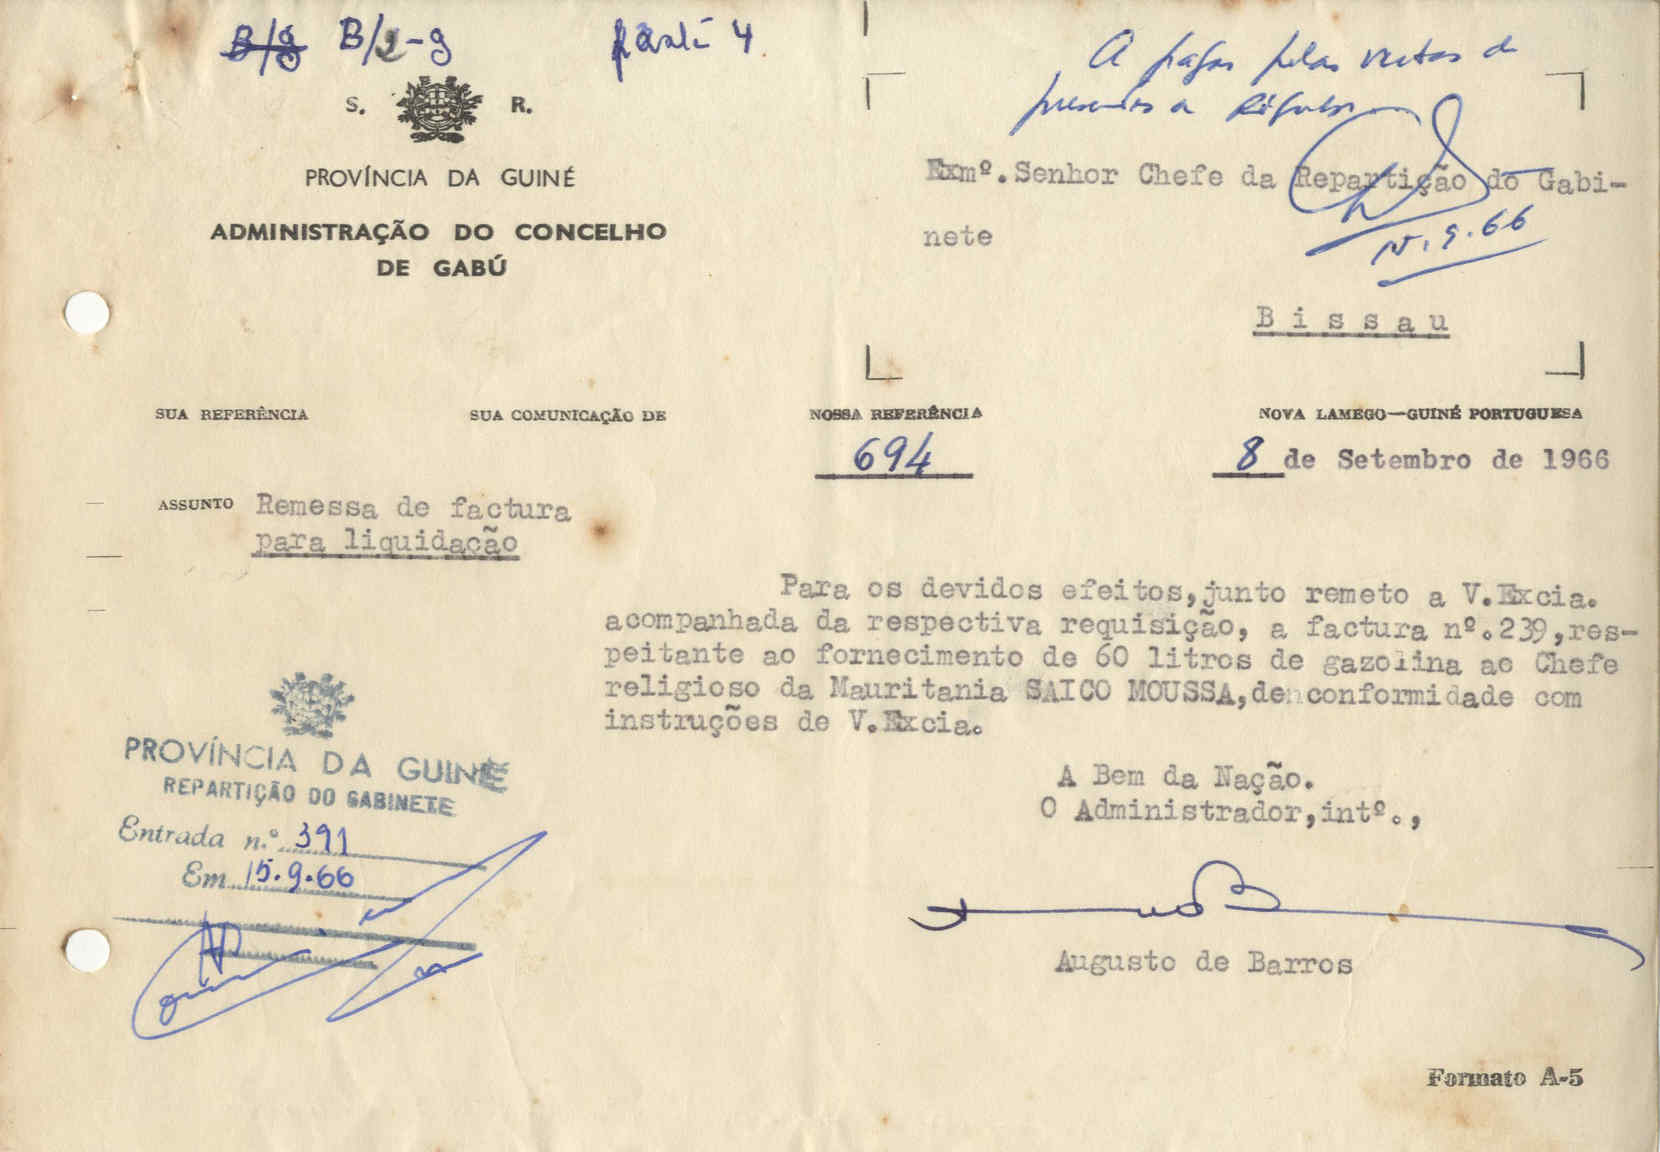 B/g B/2-g
4
A pagar pelas
S. R.
PROVÍNCIA DA GUINÉ
ADMINISTRAÇÃO DO CONCELHO
DE GABÚ
Exmº. Senhor Chefe da Repartição do Gabi-
nete
15.9.66
Bissau
SUA REFERÊNCIA SUA COMUNICAÇÃO DE NOSSA REFERÊNCIA NOVA LAMEGO—GUINÉ PORTUGUESA
694 8 de Setembro de 1966
ASSUNTO Remessa de factura
para liquidação
Para os devidos efeitos, junto remeto a V.Excia.
acompanhada da respectiva requisição, a factura nº.239,res-
peitante ao fornecimento de 60 litros de gazolina ao Chefe
religioso da Mauritania SAICO MOUSSA,de conformidade com
instruções de V.Excia.
A Bem da Nação.
O Administrador,intº.,
Augusto de Barros
PROVÍNCIA DA GUINÉ
REPARTIÇÃO DO GABINETE
Entrada n.º 391
Em 15.9.66
Formato A-5